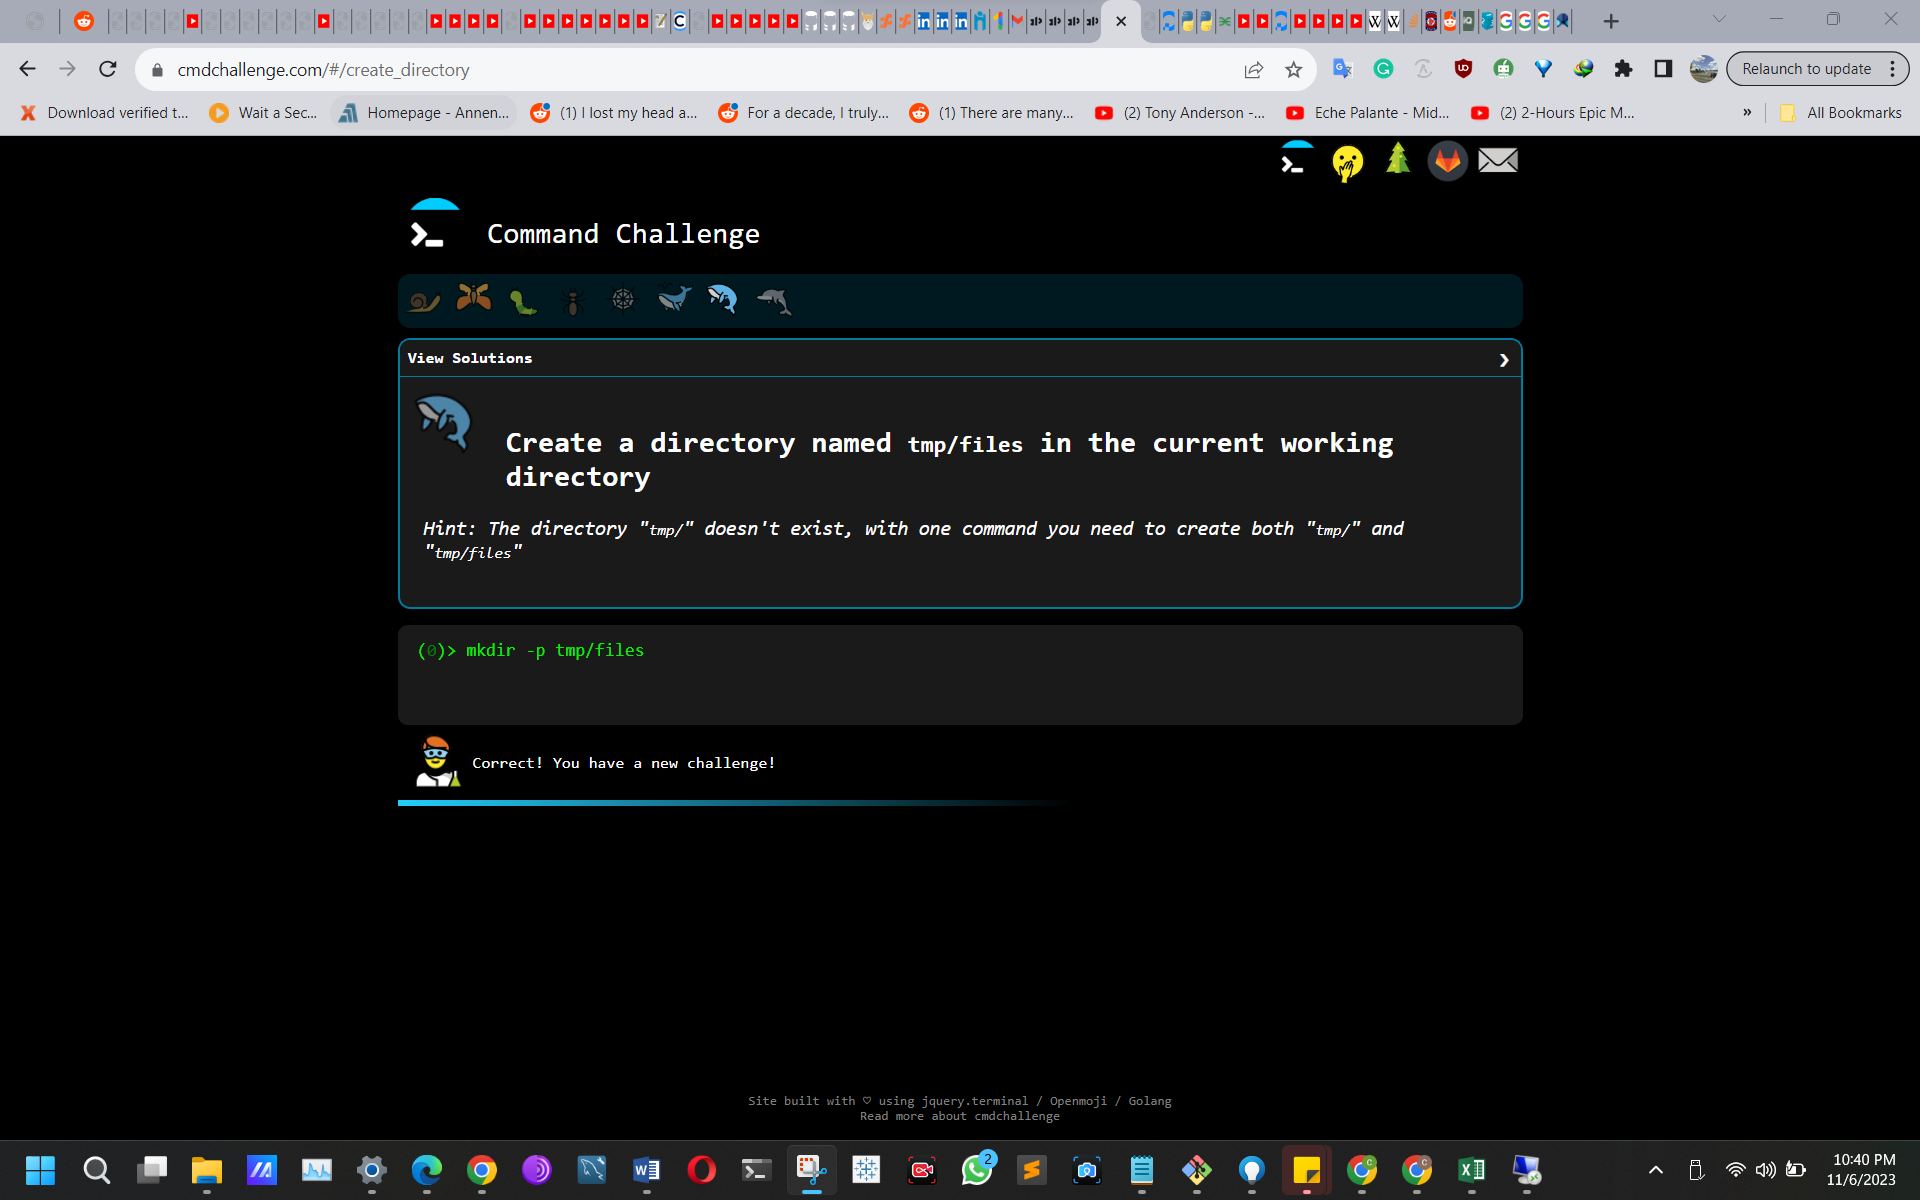 cmdchallenge.com/#/create_directory
Relaunch to update
Download verified t...
Wait a Sec...
Homepage - Annen...
(1) I lost my head a...
For a decade, I truly...
(1) There are many...
(2) Tony Anderson -...
Eche Palante - Mid...
(2) 2-Hours Epic M...
»
All Bookmarks
Command Challenge
View Solutions
Create a directory named tmp/files in the current working
directory
Hint: The directory "tmp/" doesn't exist, with one command you need to create both "tmp/" and
"tmp/files"
(0)> mkdir -p tmp/files
Correct! You have a new challenge!
Site built with ♡ using jquery.terminal / Openmoji / Golang
Read more about cmdchallenge
2
10:40 PM
11/6/2023